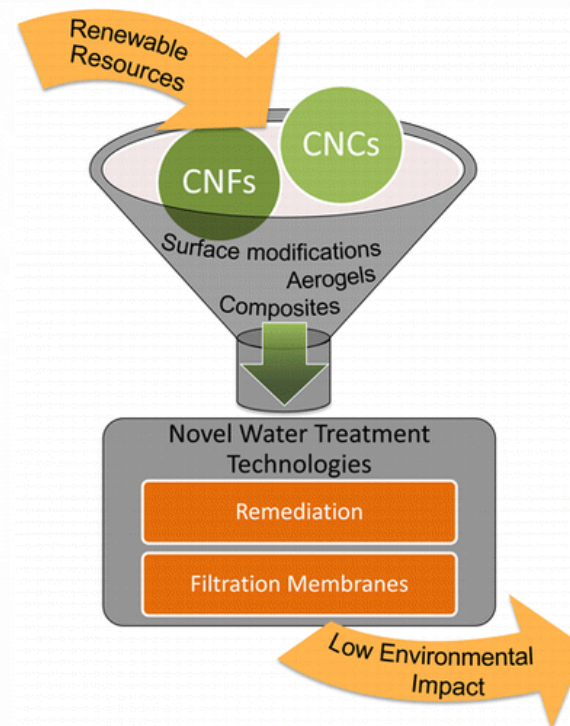 Renewable
Resources
CNCs
CNFs
Surface modifications
Aerogels
Composites
Novel Water Treatment
Technologies
Remediation
Filtration Membranes
Low Environmental
Impact